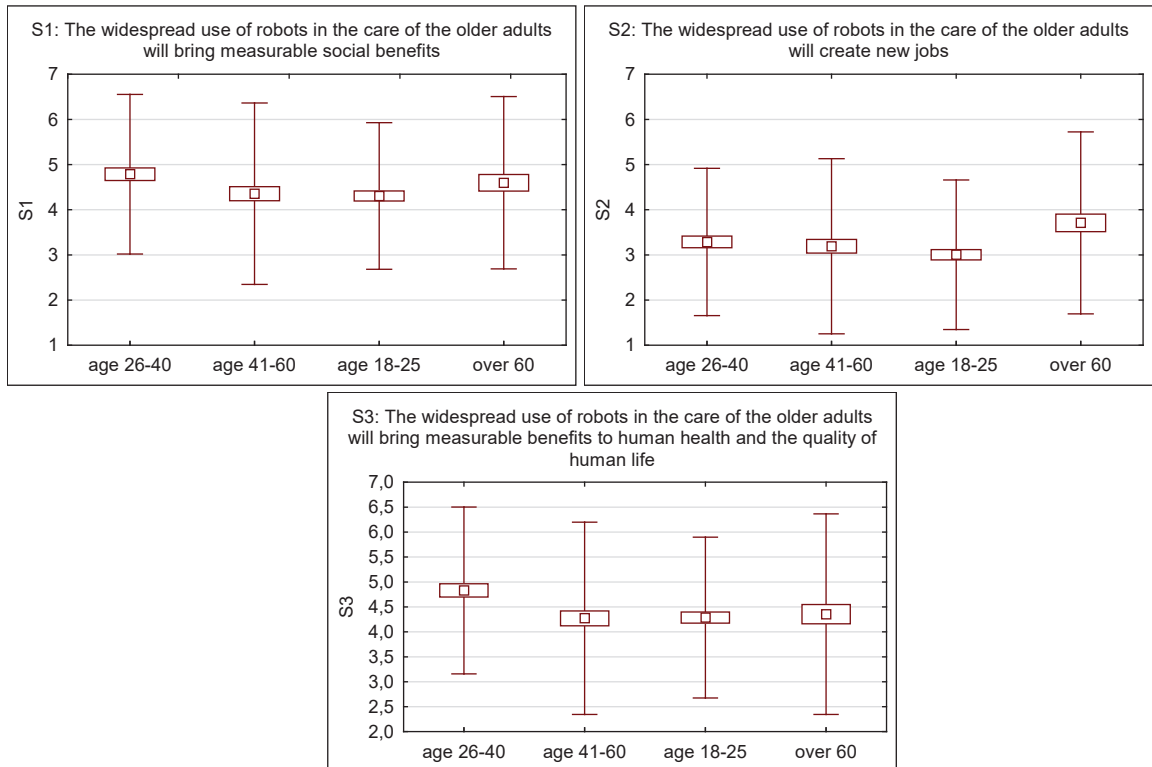 S1: The widespread use of robots in the care of the older adults
will bring measurable social benefits
7
6
5
4
3
2
1
S1
age 26-40 age 41-60 age 18-25 over 60
S2: The widespread use of robots in the care of the older adults
will create new jobs
7
6
5
4
3
2
1
S2
age 26-40 age 41-60 age 18-25 over 60
S3: The widespread use of robots in the care of the older adults
will bring measurable benefits to human health and the quality of
human life
7,0
6,5
6,0
5,5
5,0
4,5
4,0
3,5
3,0
2,5
2,0
S3
age 26-40 age 41-60 age 18-25 over 60